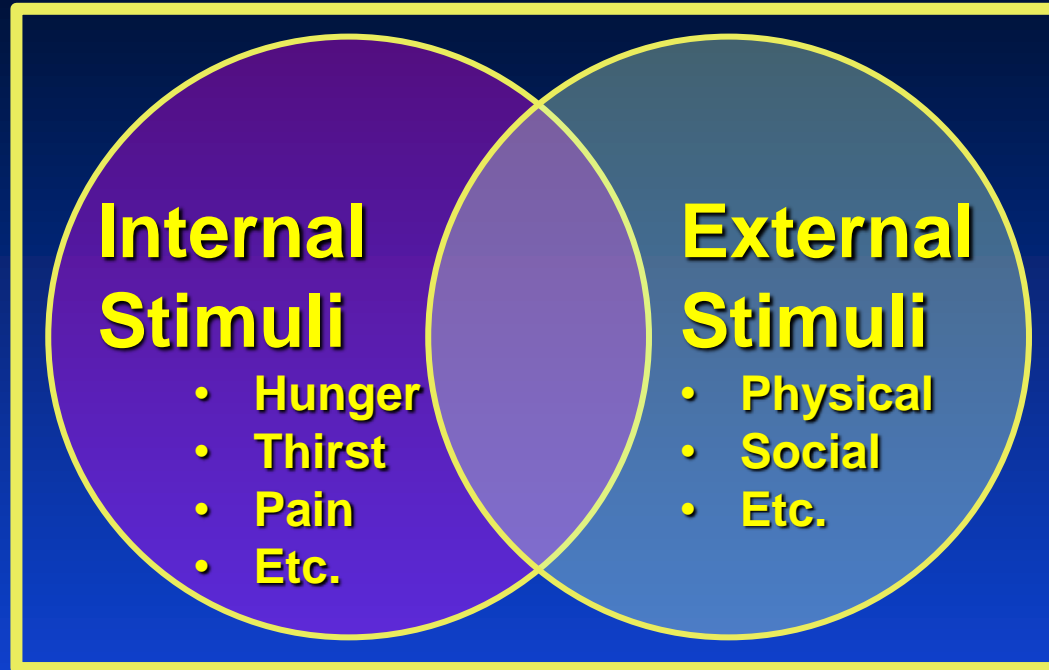 Internal
Stimuli
• Hunger
• Thirst
• Pain
• Etc.
External
Stimuli
• Physical
• Social
• Etc.